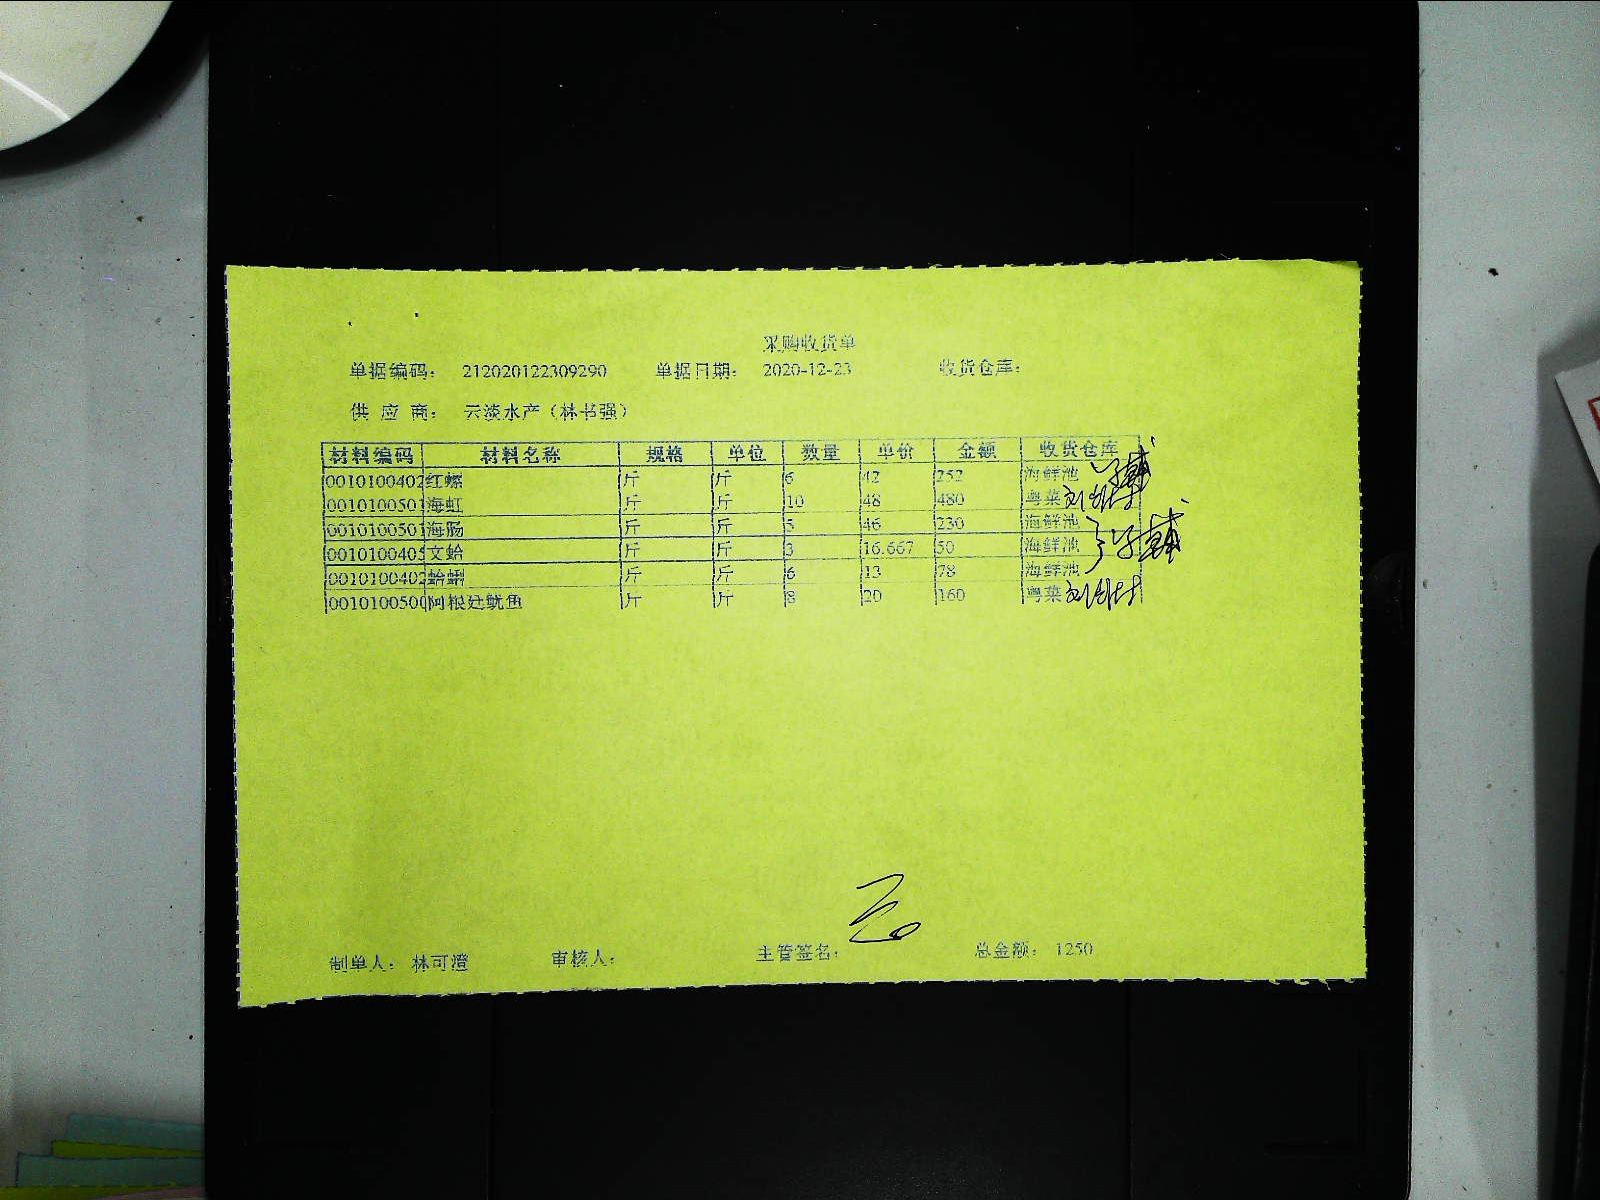 采购收货单
单据编码： 212020122309290 单据日期： 2020-12-23 收货仓库：
供 应 商： 云淡水产（林书强）
材料编码 材料名称 规格 单位 数量 单价 金额 收货仓库
0010100402 红螺 斤 斤 6 42 252 海鲜池
001010050 海虹 斤 斤 10 48 480 粤菜
001010050 海肠 斤 斤 5 46 230 海鲜池
001010040 文蛤 斤 斤 3 16.667 50 海鲜池
0010100402 蛤蜊 斤 斤 6 13 78 海鲜池
001010050 阿根廷鱿鱼 斤 斤 8 20 160 粤菜
制单人： 林可澄 审核人： 主管签名： 总金额： 1250